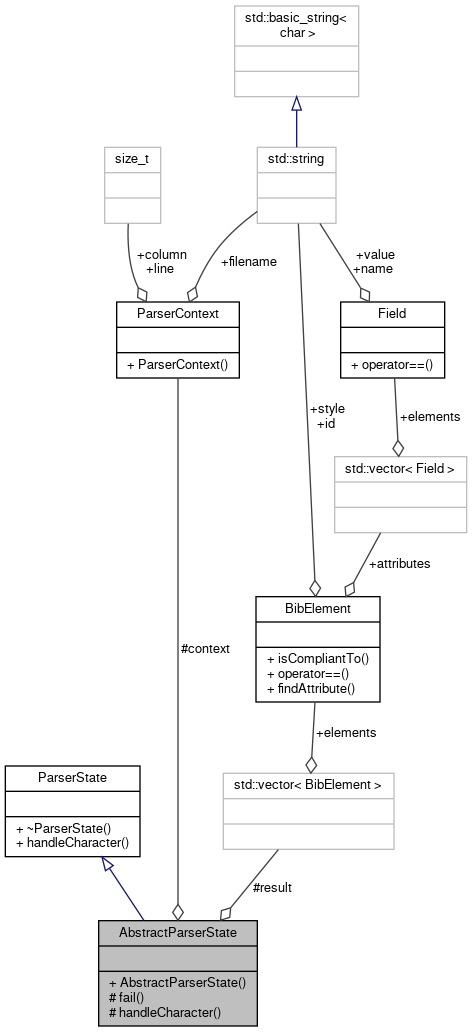 std::basic_string<
char >
size_t
std::string
+column
+line
+filename
+value
+name
ParserContext
+ ParserContext()
Field
+ operator==()
+style
+id
+elements
std::vector< Field >
+attributes
BibElement
+ isCompliantTo()
+ operator==()
+ findAttribute()
#context
+elements
ParserState
+ ~ParserState()
+ handleCharacter()
std::vector< BibElement >
#result
AbstractParserState
+ AbstractParserState()
# fail()
# handleCharacter()